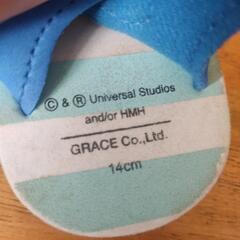 © & ® Universal Studios
and/or HMH
GRACE Co.,Ltd.
14cm